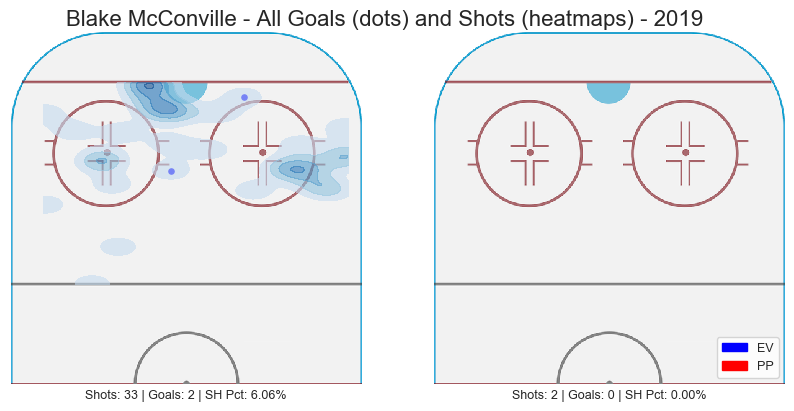 Blake McConville - All Goals (dots) and Shots (heatmaps) - 2019
EV
PP
Shots: 33 | Goals: 2 | SH Pct: 6.06%
Shots: 2 | Goals: 0 | SH Pct: 0.00%